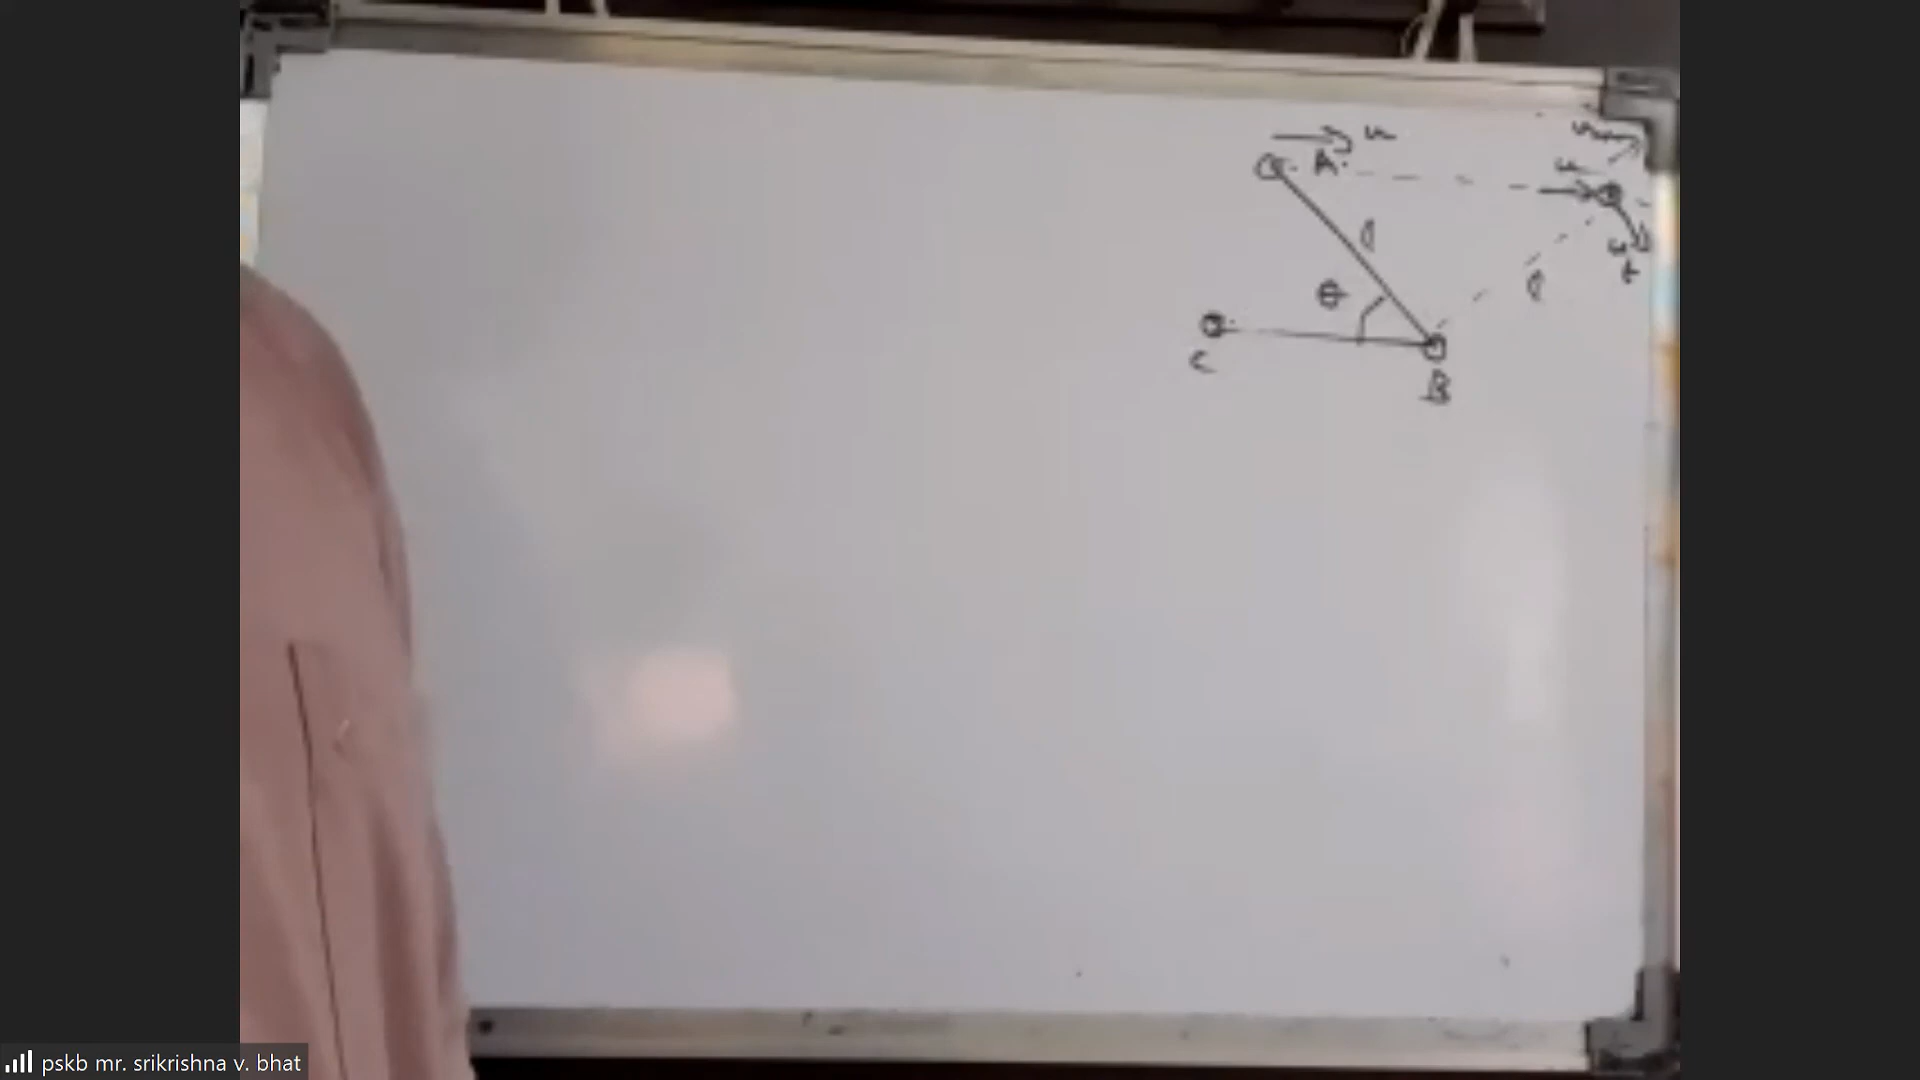 u
A.
l
θ
C
B
l
u
pskb mr. srikrishna v. bhat